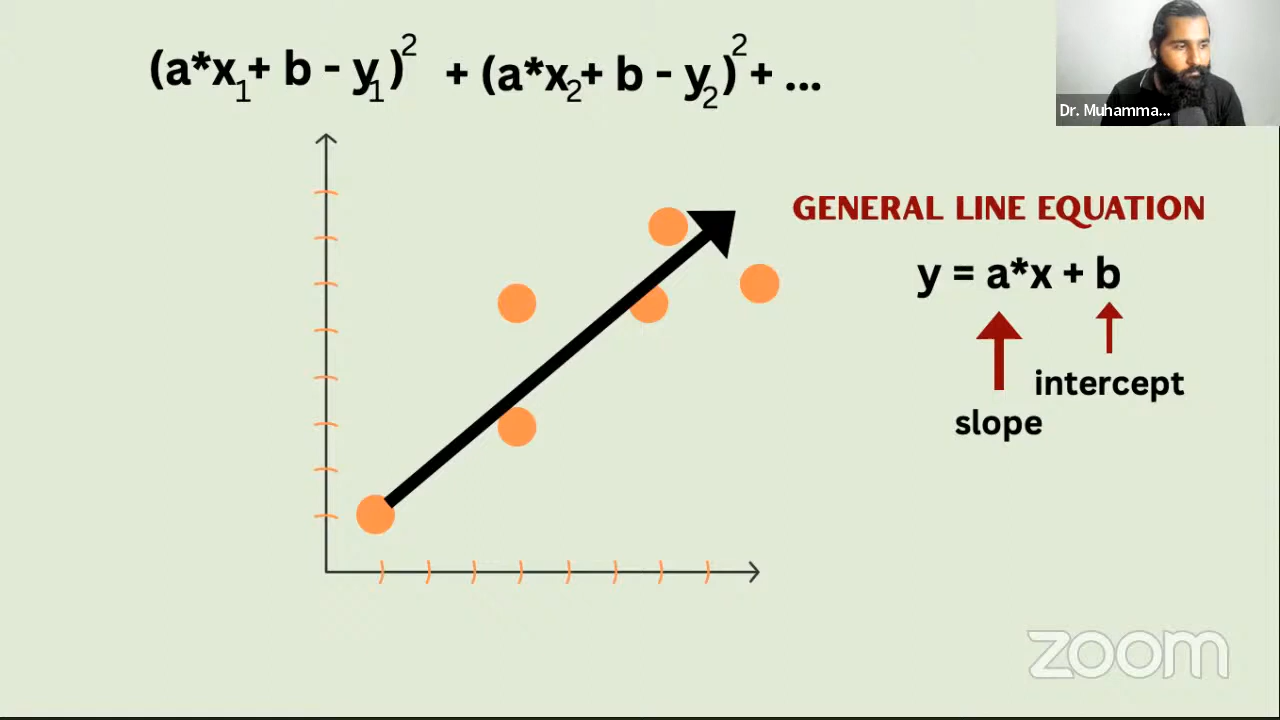 (a*x₁+ b - y₁)² + (a*x₂+ b - y₂)²+ ...
Dr. Muhamma...
GENERAL LINE EQUATION
y = a*x + b
intercept
slope
zoom